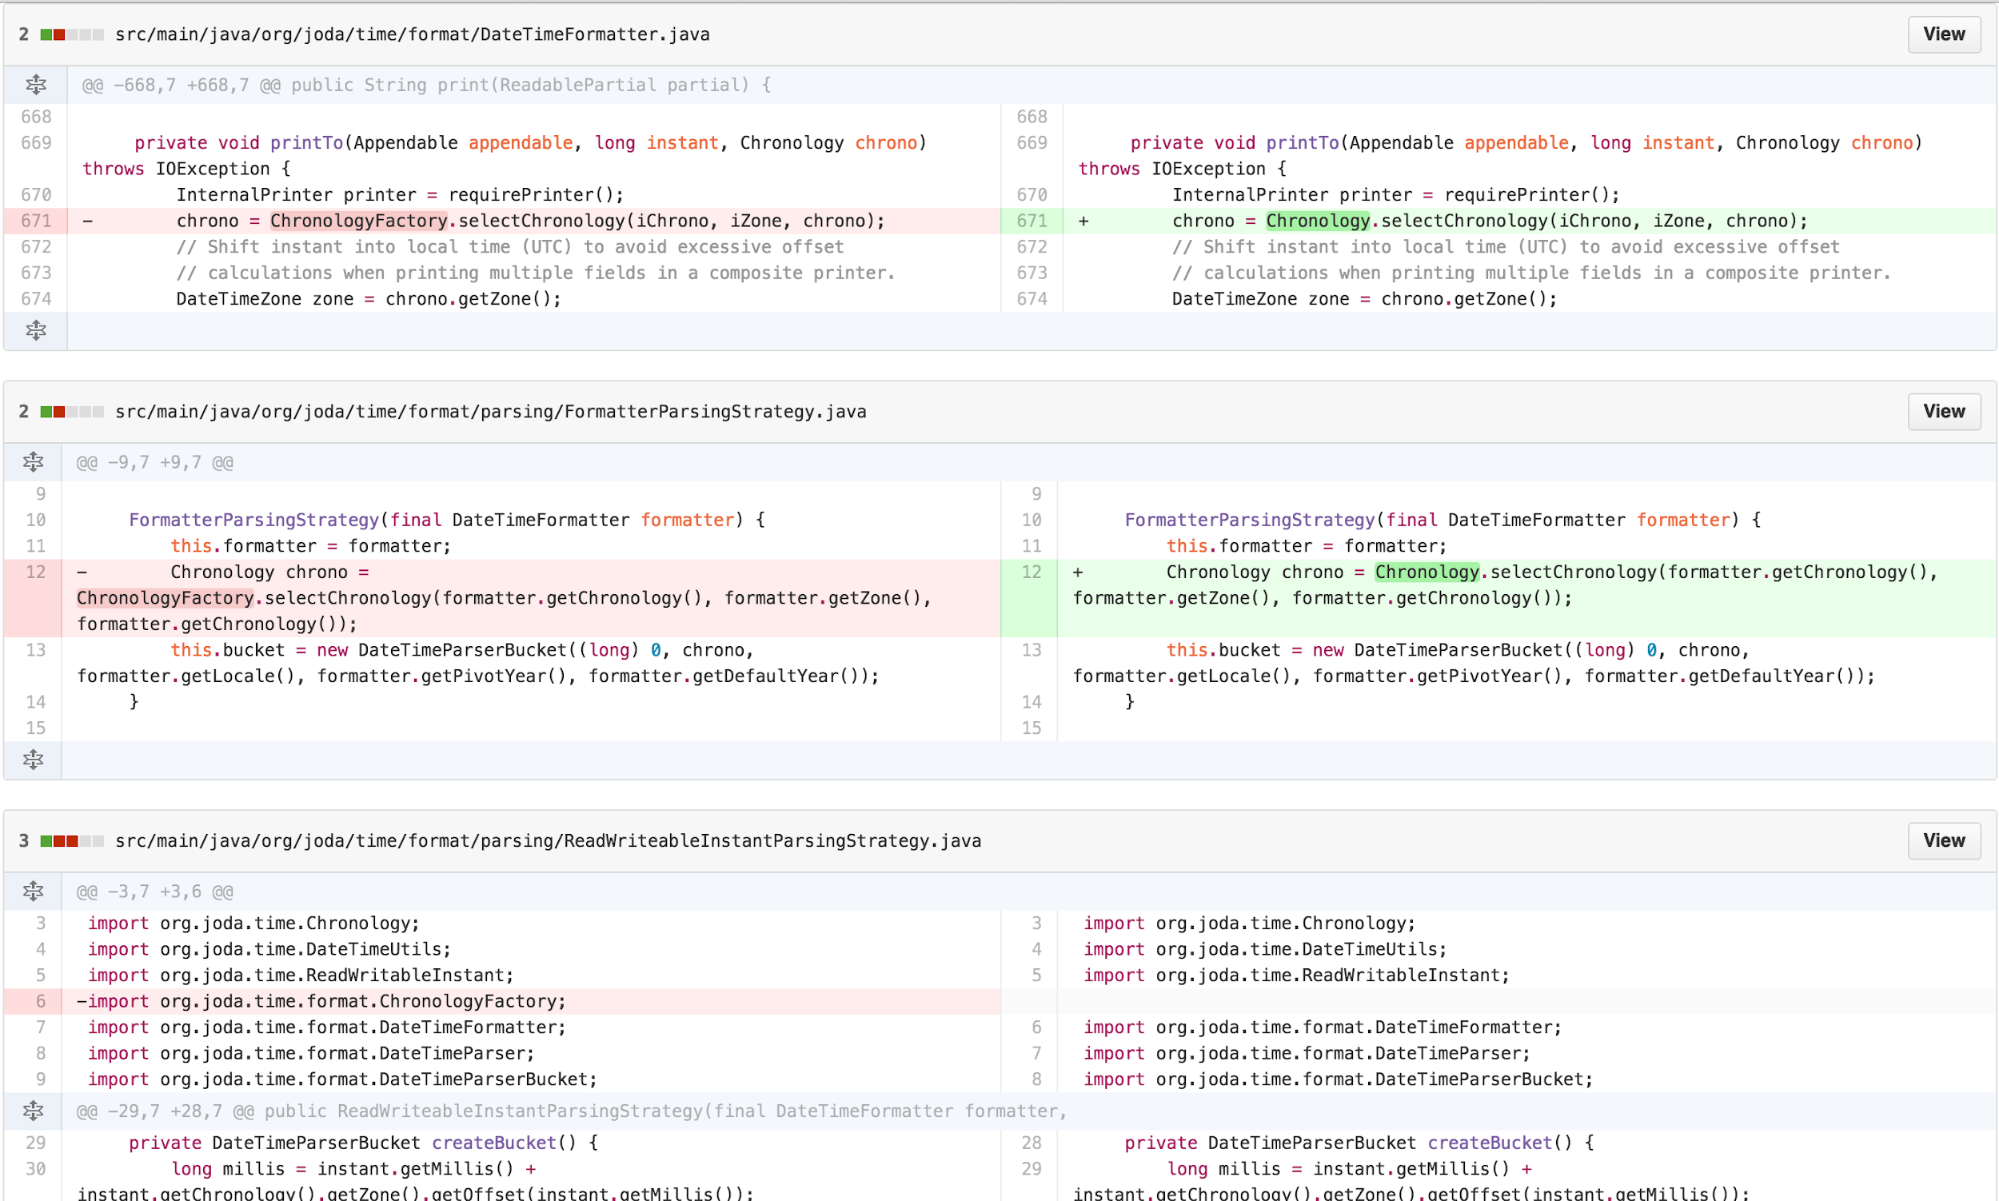 2 src/main/java/org/joda/time/format/DateTimeFormatter.java View
@@ -668,7 +668,7 @@ public String print(ReadablePartial partial) {
668 668
669 private void printTo(Appendable appendable, long instant, Chronology chrono) 669 private void printTo(Appendable appendable, long instant, Chronology chrono)
throws IOException { throws IOException {
670 InternalPrinter printer = requirePrinter(); 670 InternalPrinter printer = requirePrinter();
671 - chrono = ChronologyFactory.selectChronology(iChrono, iZone, chrono); 671 + chrono = Chronology.selectChronology(iChrono, iZone, chrono);
672 // Shift instant into local time (UTC) to avoid excessive offset 672 // Shift instant into local time (UTC) to avoid excessive offset
673 // calculations when printing multiple fields in a composite printer. 673 // calculations when printing multiple fields in a composite printer.
674 DateTimeZone zone = chrono.getZone(); 674 DateTimeZone zone = chrono.getZone();
2 src/main/java/org/joda/time/format/parsing/FormatterParsingStrategy.java View
@@ -9,7 +9,7 @@
9 9
10 FormatterParsingStrategy(final DateTimeFormatter formatter) { 10 FormatterParsingStrategy(final DateTimeFormatter formatter) {
11 this.formatter = formatter; 11 this.formatter = formatter;
12 - Chronology chrono = 12 + Chronology chrono = Chronology.selectChronology(formatter.getChronology(),
ChronologyFactory.selectChronology(formatter.getChronology(), formatter.getZone(), formatter.getZone(), formatter.getChronology());
formatter.getChronology());
13 this.bucket = new DateTimeParserBucket((long) 0, chrono, 13 this.bucket = new DateTimeParserBucket((long) 0, chrono,
formatter.getLocale(), formatter.getPivotYear(), formatter.getDefaultYear()); formatter.getLocale(), formatter.getPivotYear(), formatter.getDefaultYear());
14 } 14 }
15 15
3 src/main/java/org/joda/time/format/parsing/ReadWriteableInstantParsingStrategy.java View
@@ -3,7 +3,6 @@
3 import org.joda.time.Chronology; 3 import org.joda.time.Chronology;
4 import org.joda.time.DateTimeUtils; 4 import org.joda.time.DateTimeUtils;
5 import org.joda.time.ReadWritableInstant; 5 import org.joda.time.ReadWritableInstant;
6 -import org.joda.time.format.ChronologyFactory;
7 import org.joda.time.format.DateTimeFormatter; 6 import org.joda.time.format.DateTimeFormatter;
8 import org.joda.time.format.DateTimeParser; 7 import org.joda.time.format.DateTimeParser;
9 import org.joda.time.format.DateTimeParserBucket; 8 import org.joda.time.format.DateTimeParserBucket;
@@ -29,7 +28,7 @@ public ReadWriteableInstantParsingStrategy(final DateTimeFormatter formatter,
29 private DateTimeParserBucket createBucket() { 28 private DateTimeParserBucket createBucket() {
30 long millis = instant.getMillis() + 29 long millis = instant.getMillis() +
instant.getChronology().getZone().getOffset(instant.getMillis()); instant.getChronology().getZone().getOffset(instant.getMillis());